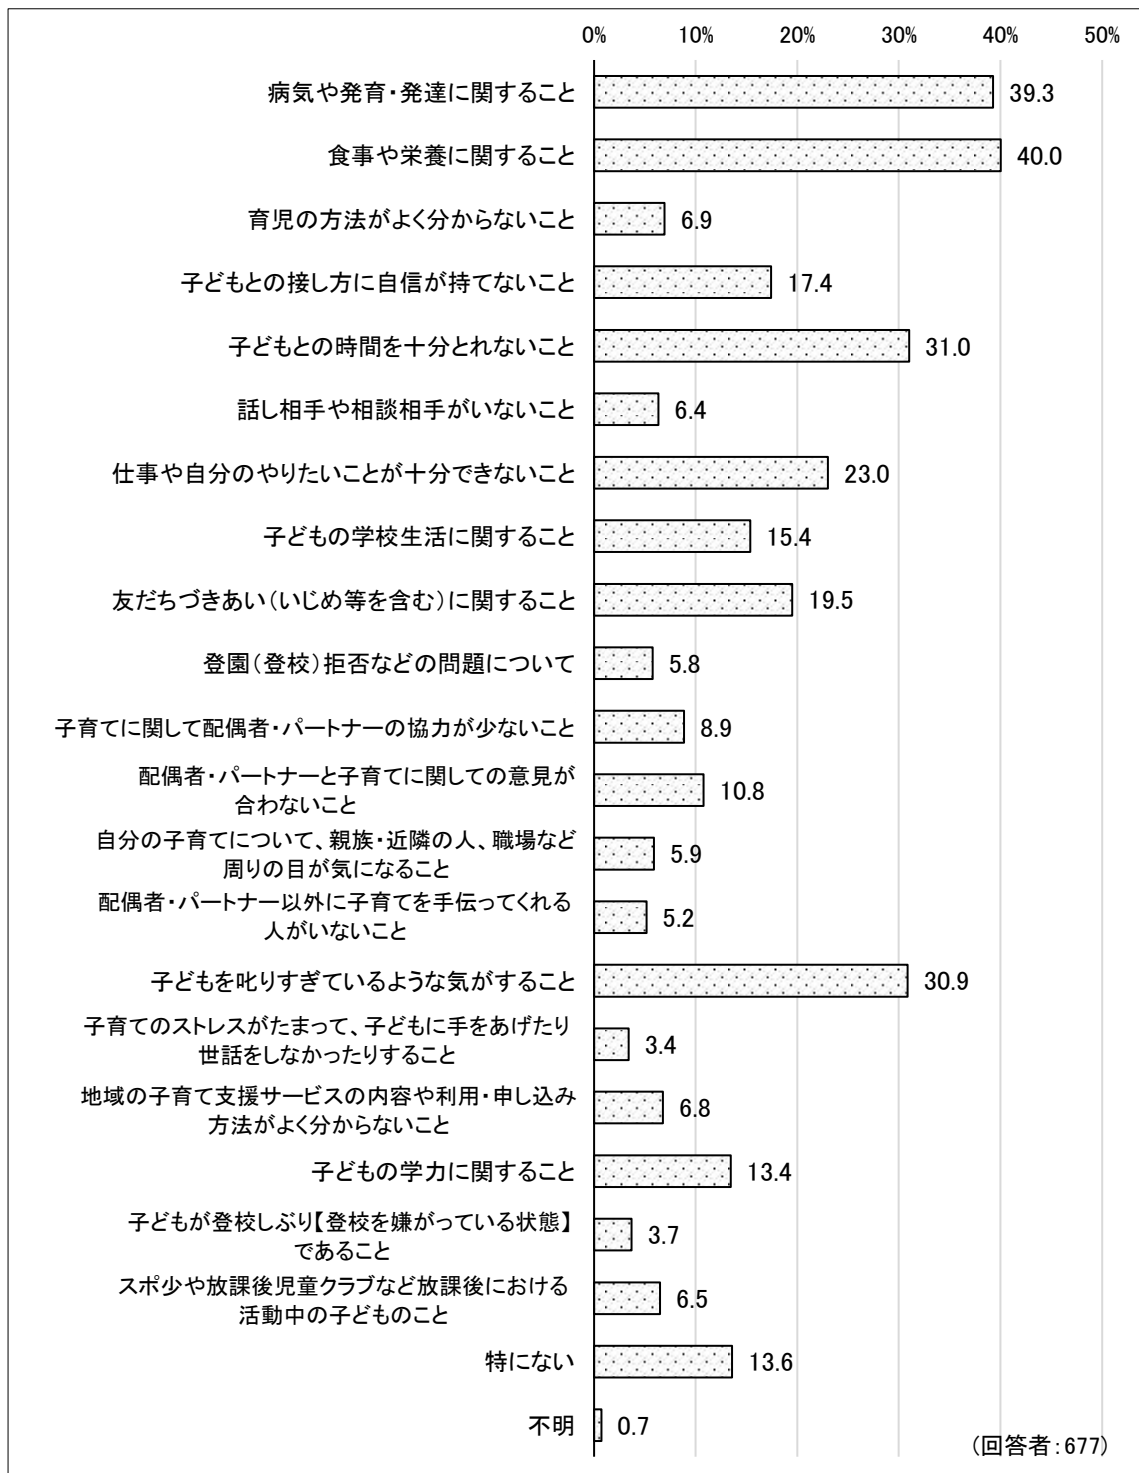 0% 10% 20% 30% 40% 50%
病気や発育・発達に関すること 39.3
食事や栄養に関すること 40.0
育児の方法がよく分からないこと 6.9
子どもとの接し方に自信が持てないこと 17.4
子どもとの時間を十分とれないこと 31.0
話し相手や相談相手がいないこと 6.4
仕事や自分のやりたいことが十分できないこと 23.0
子どもの学校生活に関すること 15.4
友だちづきあい（いじめ等を含む）に関すること 19.5
登園（登校）拒否などの問題について 5.8
子育てに関して配偶者・パートナーの協力が少ないこと 8.9
配偶者・パートナーと子育てに関しての意見が
合わないこと 10.8
自分の子育てについて、親族・近隣の人、職場など
周りの目が気になること 5.9
配偶者・パートナー以外に子育てを手伝ってくれる
人がいないこと 5.2
子どもを叱りすぎているような気がすること 30.9
子育てのストレスがたまって、子どもに手をあげたり
世話をしなかったりすること 3.4
地域の子育て支援サービスの内容や利用・申し込み
方法がよく分からないこと 6.8
子どもの学力に関すること 13.4
子どもが登校しぶり【登校を嫌がっている状態】
であること 3.7
スポ少や放課後児童クラブなど放課後における
活動中の子どものこと 6.5
特にない 13.6
不明 0.7
（回答者：677）